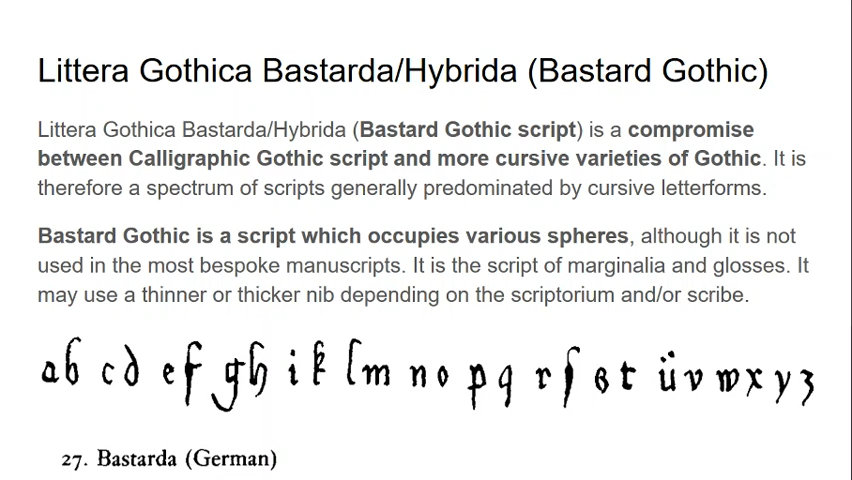 Littera Gothica Bastarda/Hybrida (Bastard Gothic)
Littera Gothica Bastarda/Hybrida (Bastard Gothic script) is a compromise
between Calligraphic Gothic script and more cursive varieties of Gothic. It is
therefore a spectrum of scripts generally predominated by cursive letterforms.
Bastard Gothic is a script which occupies various spheres, although it is not
used in the most bespoke manuscripts. It is the script of marginalia and glosses. It
may use a thinner or thicker nib depending on the scriptorium and/or scribe.
ab cd ef gh i k lm no pq rſ s t üv w x y z
27. Bastarda (German)